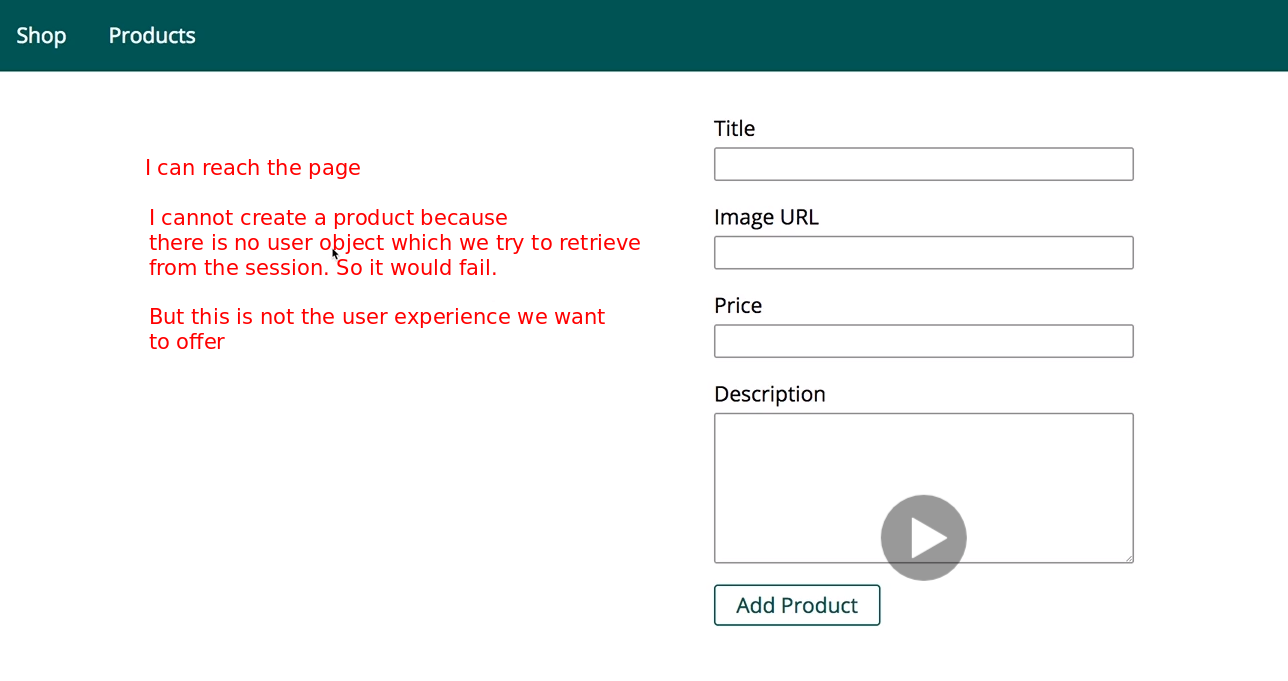 Shop Products
I can reach the page
I cannot create a product because
there is no user object which we try to retrieve
from the session. So it would fail.
But this is not the user experience we want
to offer
Title
Image URL
Price
Description
Add Product